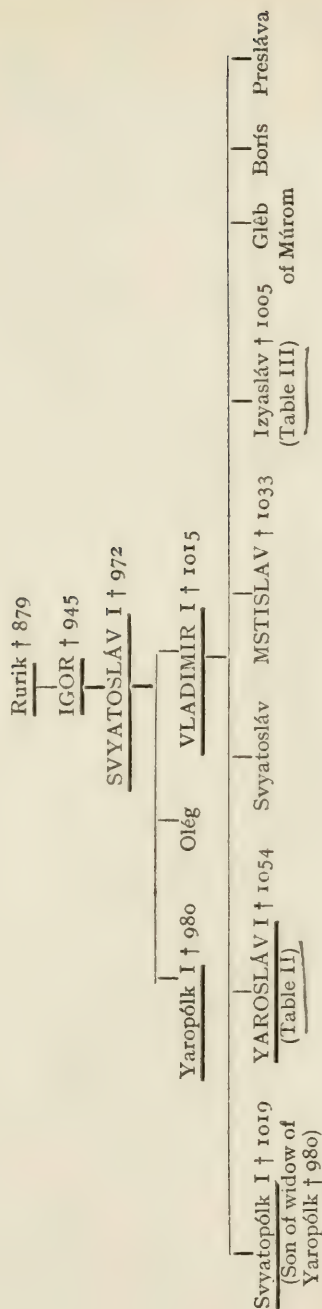 Rurik † 879
IGOR † 945
SVYATOSLÁV I † 972
Yaropólk I † 980 Olég VLADIMIR I † 1015
Svyatopólk I † 1019 YAROSLÁV I † 1054 Svyatosláv MSTISLAV † 1033 Izyasláv † 1005 Glêb Borís Presláva
(Son of widow of (Table II) (Table III) of Múrom
Yaropólk † 980)